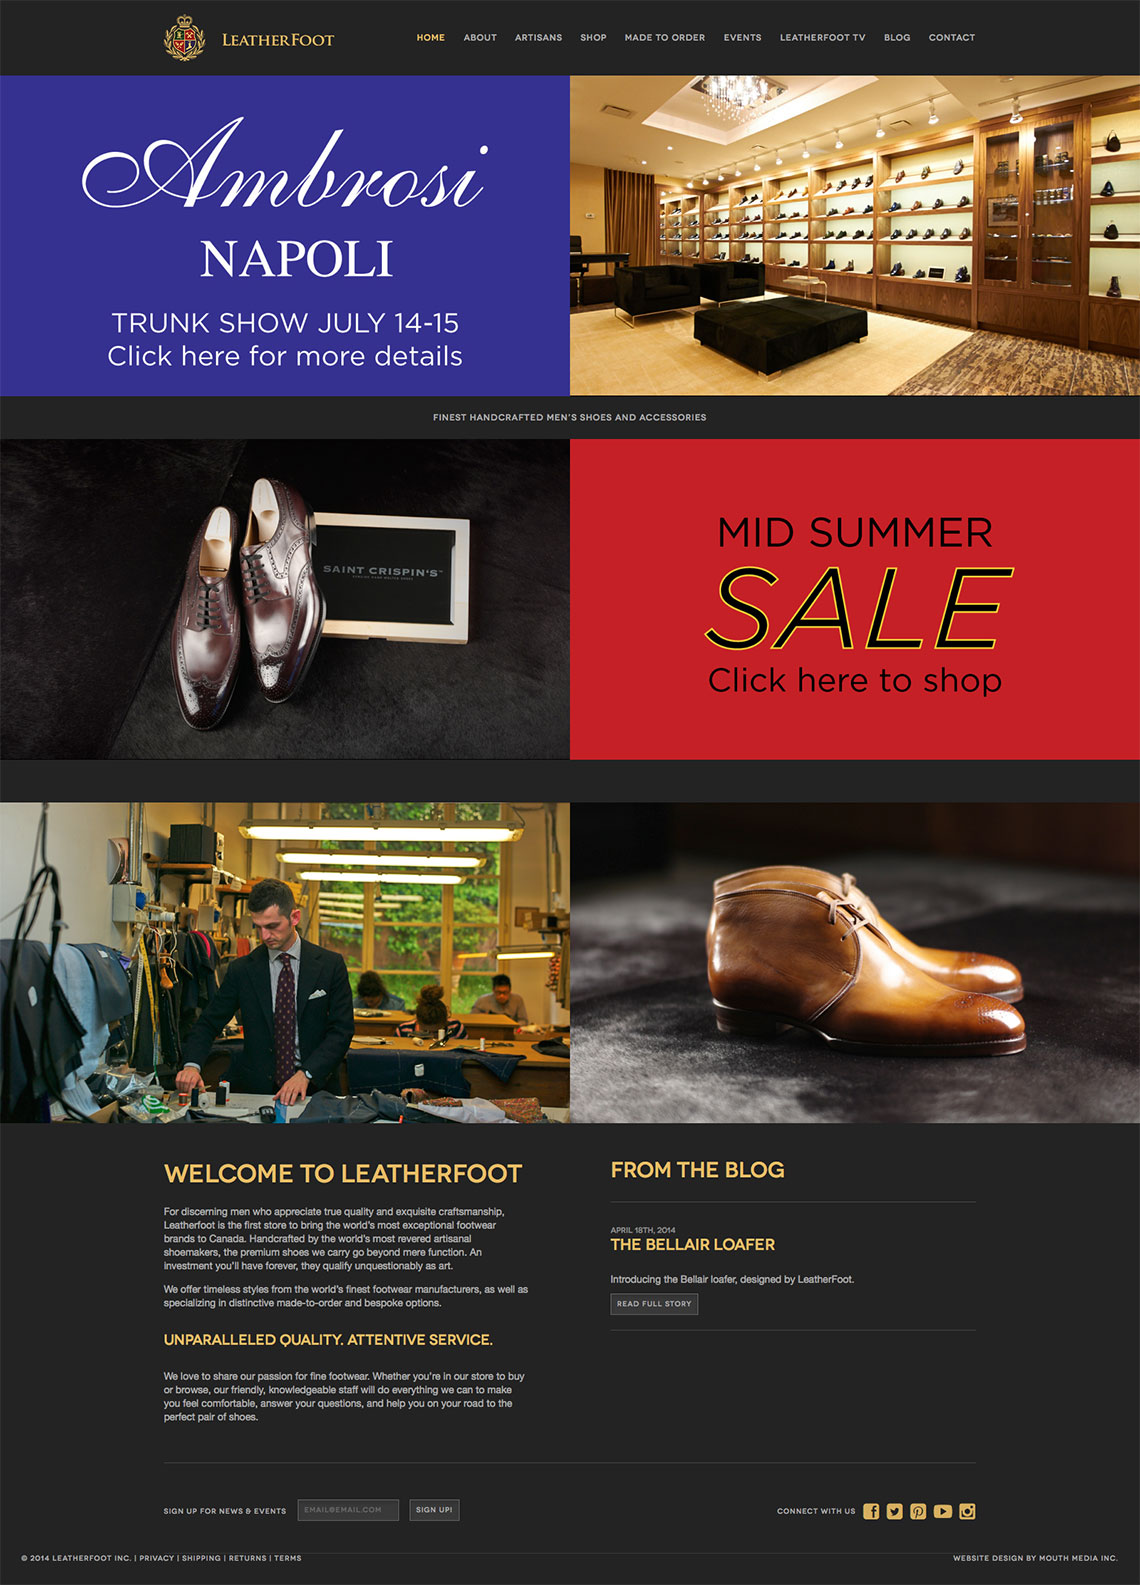 LEATHERFOOT
HOME ABOUT ARTISANS SHOP MADE TO ORDER EVENTS LEATHERFOOT TV BLOG CONTACT
Ambrosi
NAPOLI
TRUNK SHOW JULY 14-15
Click here for more details
FINEST HANDCRAFTED MEN'S SHOES AND ACCESSORIES
SAINT CRISPIN'S™
MID SUMMER
SALE
Click here to shop
WELCOME TO LEATHERFOOT
For discerning men who appreciate true quality and exquisite craftsmanship,
Leatherfoot is the first store to bring the world's most exceptional footwear
brands to Canada. Handcrafted by the world's most revered artisanal
shoemakers, the premium shoes we carry go beyond mere function. An
investment you'll have forever, they qualify unquestionably as art.
We offer timeless styles from the world's finest footwear manufacturers, as well as
specializing in distinctive made-to-order and bespoke options.
UNPARALLELED QUALITY. ATTENTIVE SERVICE.
We love to share our passion for fine footwear. Whether you're in our store to buy
or browse, our friendly, knowledgeable staff will do everything we can to make
you feel comfortable, answer your questions, and help you on your road to the
perfect pair of shoes.
FROM THE BLOG
APRIL 18TH, 2014
THE BELLAIR LOAFER
Introducing the Bellair loafer, designed by LeatherFoot.
READ FULL STORY
SIGN UP FOR NEWS & EVENTS EMAIL@EMAIL.COM SIGN UP!
CONNECT WITH US
© 2014 LEATHERFOOT INC. | PRIVACY | SHIPPING | RETURNS | TERMS
WEBSITE DESIGN BY MOUTH MEDIA INC.